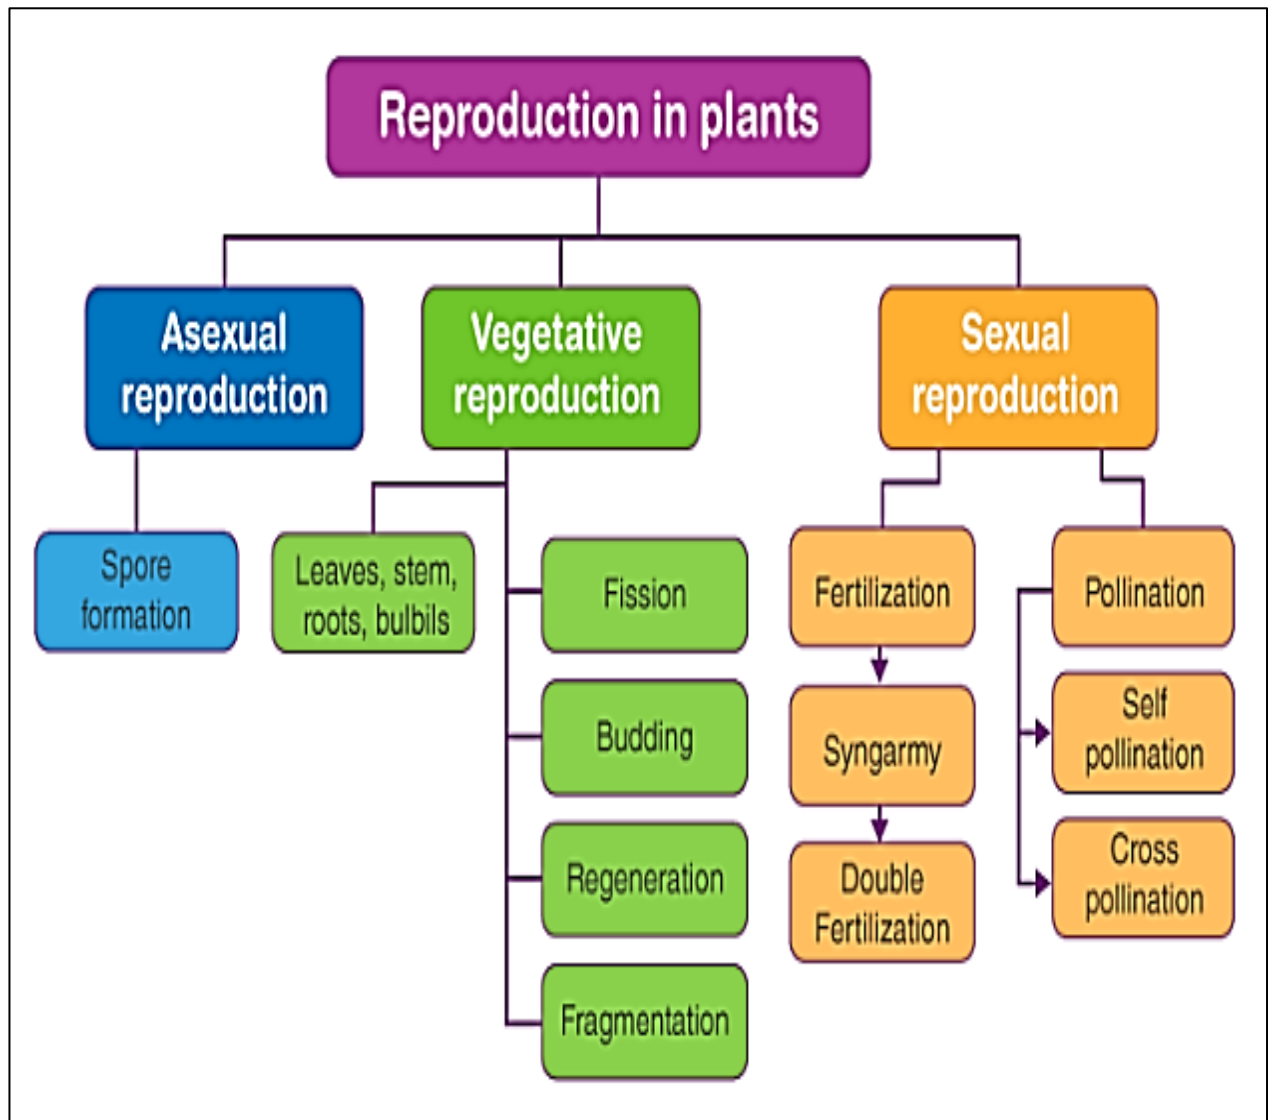 Reproduction in plants
Asexual
reproduction
Vegetative
reproduction
Sexual
reproduction
Spore
formation
Leaves, stem,
roots, bulbils
Fission
Budding
Regeneration
Fragmentation
Fertilization
Syngarmy
Double
Fertilization
Pollination
Self
pollination
Cross
pollination